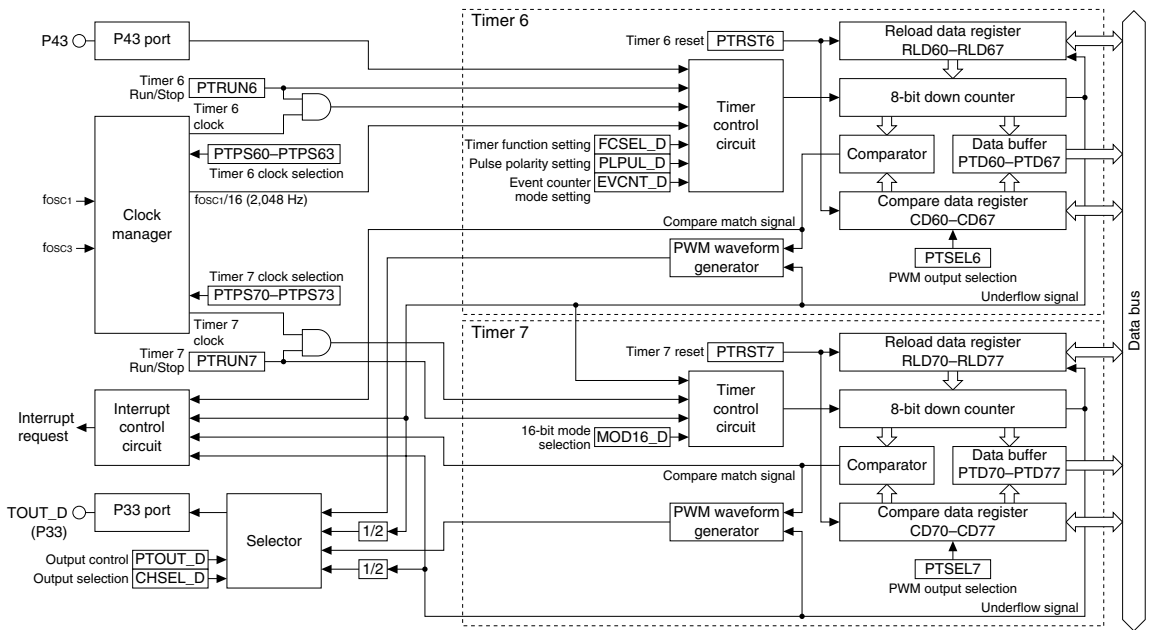 Timer 6
P43
P43 port
Timer 6 reset
PTRST6
Reload data register
RLD60–RLD67
Timer 6
Run/Stop
PTRUN6
Timer 6
clock
PTPS60–PTPS63
Timer 6 clock selection
fOSC1/16 (2,048 Hz)
fOSC1
fOSC3
Clock
manager
Timer 7 clock selection
PTPS70–PTPS73
Timer 7
clock
Timer 7
Run/Stop
PTRUN7
Timer
control
circuit
8-bit down counter
Timer function setting
FCSEL_D
Pulse polarity setting
PLPUL_D
Event counter
mode setting
EVCNT_D
Comparator
Data buffer
PTD60–PTD67
Compare data register
CD60–CD67
Compare match signal
PWM waveform
generator
PTSEL6
PWM output selection
Underflow signal
Data bus
Timer 7
Timer 7 reset
PTRST7
Reload data register
RLD70–RLD77
Timer
control
circuit
8-bit down counter
16-bit mode
selection
MOD16_D
Comparator
Data buffer
PTD70–PTD77
Compare match signal
Compare data register
CD70–CD77
PWM waveform
generator
PTSEL7
PWM output selection
Underflow signal
Interrupt
request
Interrupt
control
circuit
TOUT_D
(P33)
P33 port
Selector
1/2
1/2
Output control
PTOUT_D
Output selection
CHSEL_D